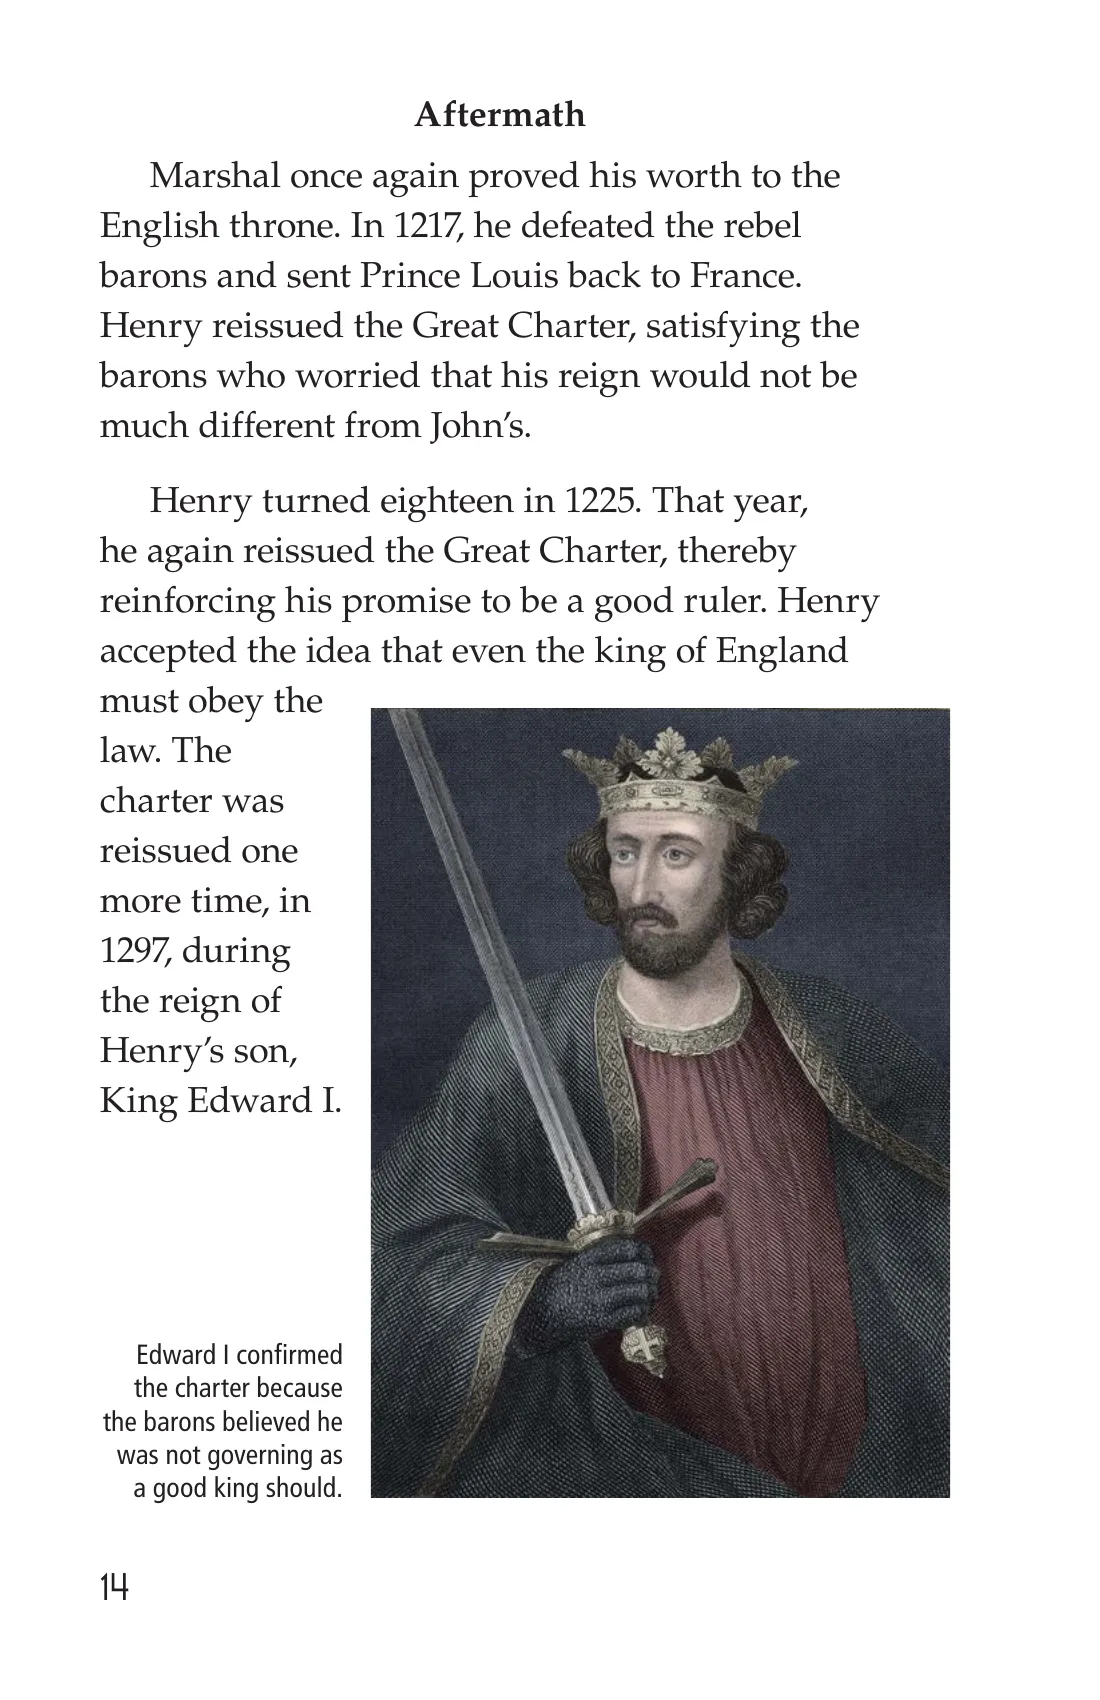 Aftermath
Marshal once again proved his worth to the
English throne. In 1217, he defeated the rebel
barons and sent Prince Louis back to France.
Henry reissued the Great Charter, satisfying the
barons who worried that his reign would not be
much different from John’s.
Henry turned eighteen in 1225. That year,
he again reissued the Great Charter, thereby
reinforcing his promise to be a good ruler. Henry
accepted the idea that even the king of England
must obey the
law. The
charter was
reissued one
more time, in
1297, during
the reign of
Henry’s son,
King Edward I.
Edward I confirmed
the charter because
the barons believed he
was not governing as
a good king should.
14